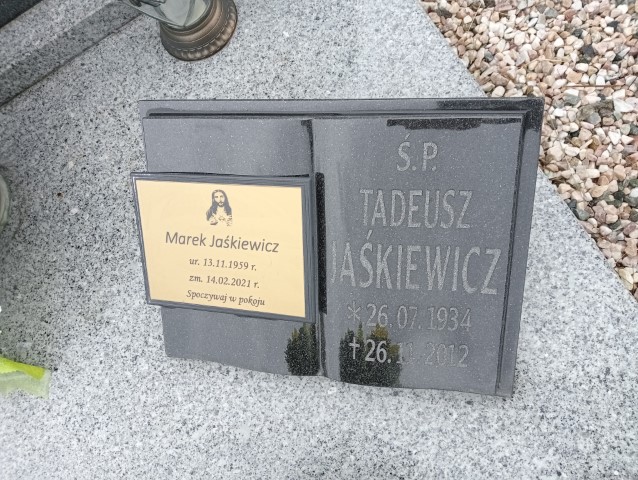 Marek Jaśkiewicz
ur. 13.11.1959 r.
zm. 14.02.2021 r.
Spoczywaj w pokoju
Ś.P.
TADEUSZ
JAŚKIEWICZ
* 26.07.1934
† 26.11.2012